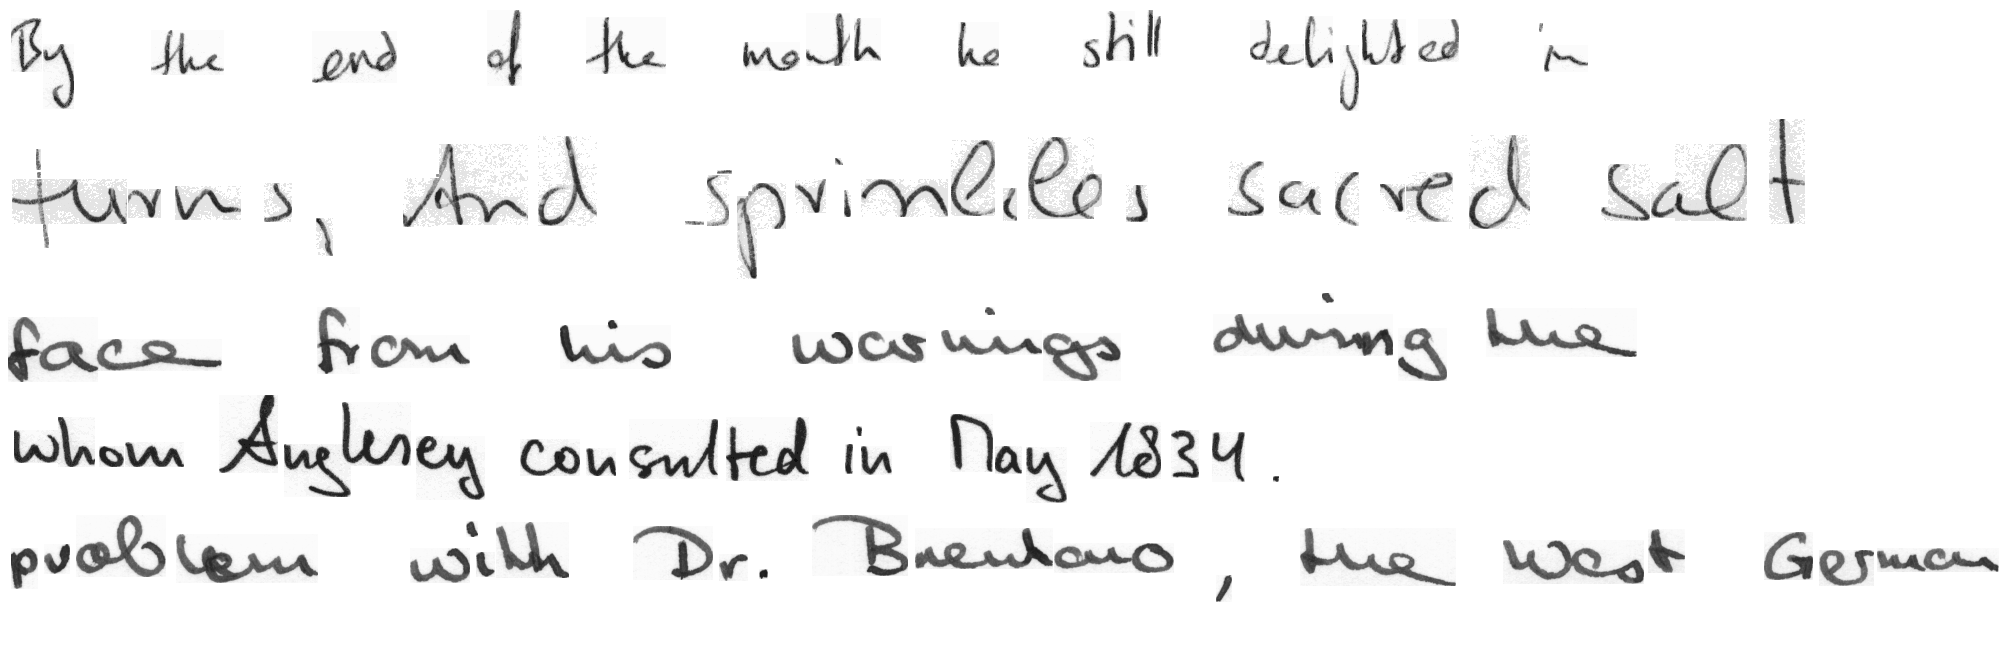 By the end of the month he still delighted in
turns, And sprinkles sacred salt
face from his warnings during the
whom Anglesey consulted in May 1834.
problem with Dr. Brentano, the West German